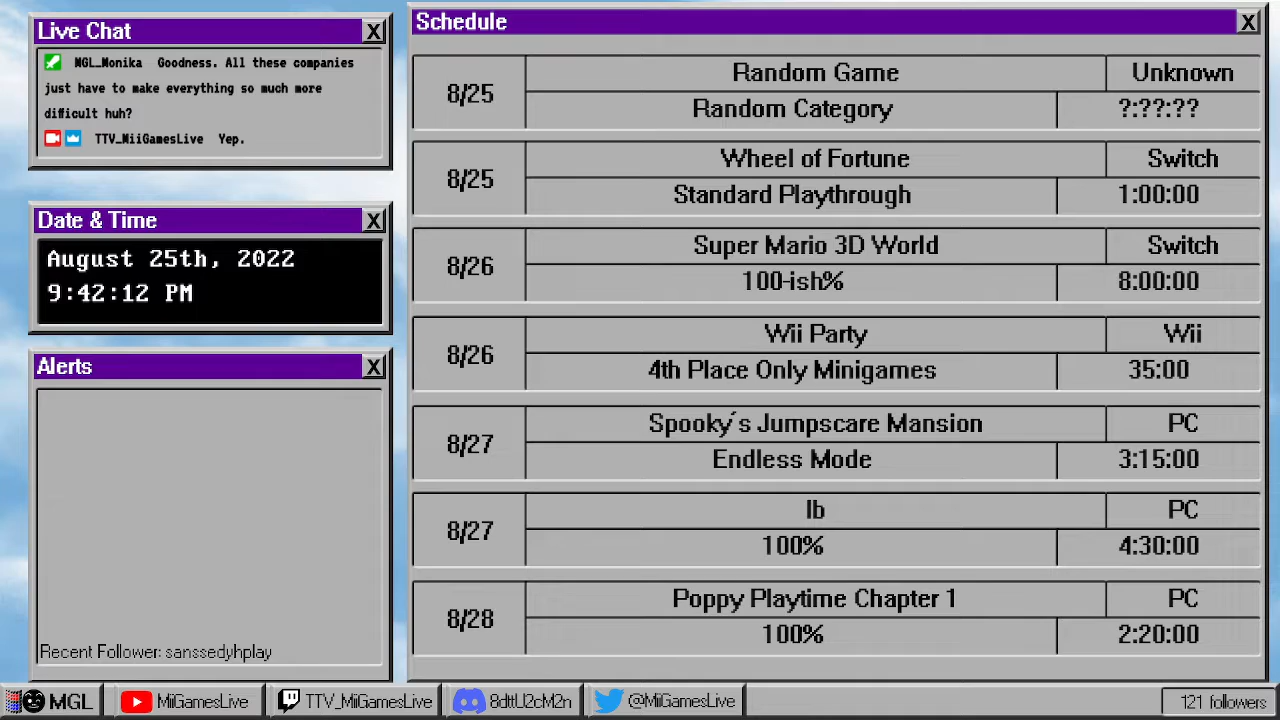 Live Chat X
MGL_Monika Goodness. All these companies
just have to make everything so much more
difficult huh?
TTV_MiiGamesLive Yep.
Date & Time X
August 25th, 2022
9:42:12 PM
Alerts X
Recent Follower: sanssedyhplay
Schedule X
8/25
Random Game Unknown
Random Category ?:??:??
8/25
Wheel of Fortune Switch
Standard Playthrough 1:00:00
8/26
Super Mario 3D World Switch
100-ish% 8:00:00
8/26
Wii Party Wii
4th Place Only Minigames 35:00
8/27
Spooky´s Jumpscare Mansion PC
Endless Mode 3:15:00
8/27
Ib PC
100% 4:30:00
8/28
Poppy Playtime Chapter 1 PC
100% 2:20:00
MGL MiiGamesLive TTV_MiiGamesLive 8dttU2cM2n @MiiGamesLive 121 followers